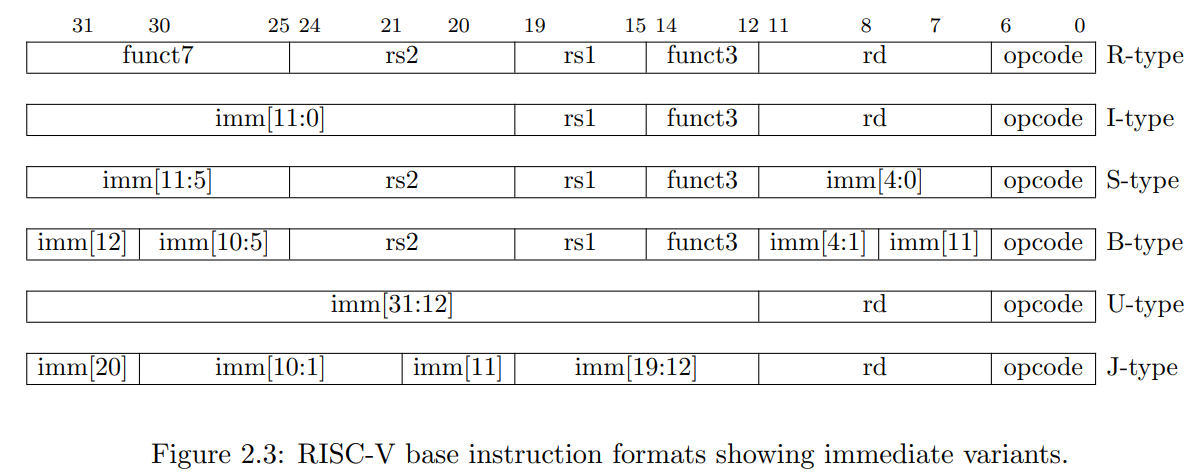 31 30 25 24 21 20 19 15 14 12 11 8 7 6 0
funct7 rs2 rs1 funct3 rd opcode R-type
imm[11:0] rs1 funct3 rd opcode I-type
imm[11:5] rs2 rs1 funct3 imm[4:0] opcode S-type
imm[12] imm[10:5] rs2 rs1 funct3 imm[4:1] imm[11] opcode B-type
imm[31:12] rd opcode U-type
imm[20] imm[10:1] imm[11] imm[19:12] rd opcode J-type
Figure 2.3: RISC-V base instruction formats showing immediate variants.